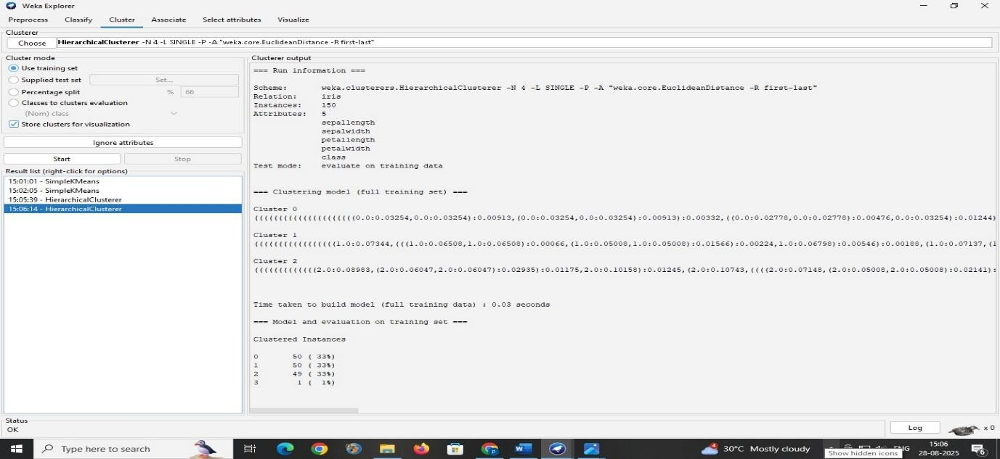 Weka Explorer
Preprocess Classify Cluster Associate Select attributes Visualize
Clusterer
Choose HierarchicalClusterer -N 4 -L SINGLE -P -A "weka.core.EuclideanDistance -R first-last"
Cluster mode
Use training set
Supplied test set Set...
Percentage split % 66
Classes to clusters evaluation
(Nom) class
Store clusters for visualization
Ignore attributes
Start Stop
Result list (right-click for options)
15:01:01 - SimpleKMeans
15:02:05 - SimpleKMeans
15:05:39 - HierarchicalClusterer
15:06:14 - HierarchicalClusterer
Clusterer output
=== Run information ===
Scheme: weka.clusterers.HierarchicalClusterer -N 4 -L SINGLE -P -A "weka.core.EuclideanDistance -R first-last"
Relation: iris
Instances: 150
Attributes: 5
sepallength
sepalwidth
petallength
petalwidth
class
Test mode: evaluate on training data
=== Clustering model (full training set) ===
Cluster 0
((((((((((((((((((((((0.0:0.03254,0.0:0.03254):0.00913,(0.0:0.03254,0.0:0.03254):0.00913):0.00332,((0.0:0.02778,0.0:0.02778):0.00476,0.0:0.03254):0.01244)
Cluster 1
((((((((((((((((((1.0:0.07344,(((1.0:0.06508,1.0:0.06508):0.00066,(1.0:0.05008,1.0:0.05008):0.01566):0.00224,1.0:0.06798):0.00546):0.00188,(1.0:0.07137,(1
Cluster 2
((((((((((((((2.0:0.08983,(2.0:0.06047,2.0:0.06047):0.02935):0.01175,2.0:0.10158):0.01245,(2.0:0.10743,((((2.0:0.07148,(2.0:0.05008,2.0:0.05008):0.02141):
Time taken to build model (full training data) : 0.03 seconds
=== Model and evaluation on training set ===
Clustered Instances
0 50 ( 33%)
1 50 ( 33%)
2 49 ( 33%)
3 1 ( 1%)
Status
OK
Log x 0
Type here to search
30°C Mostly cloudy
ENG
15:06
28-08-2025
6
Show hidden icons